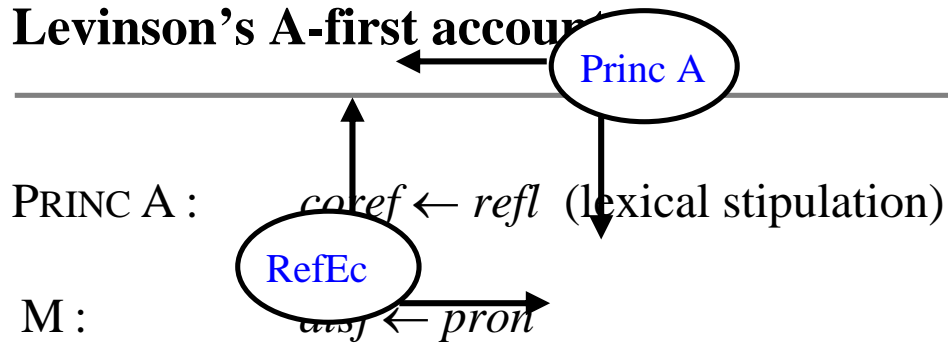 Levinson's A-first account
Princ A
PRINC A : coref ← refl (lexical stipulation)
RefEc
M : disj ← pron